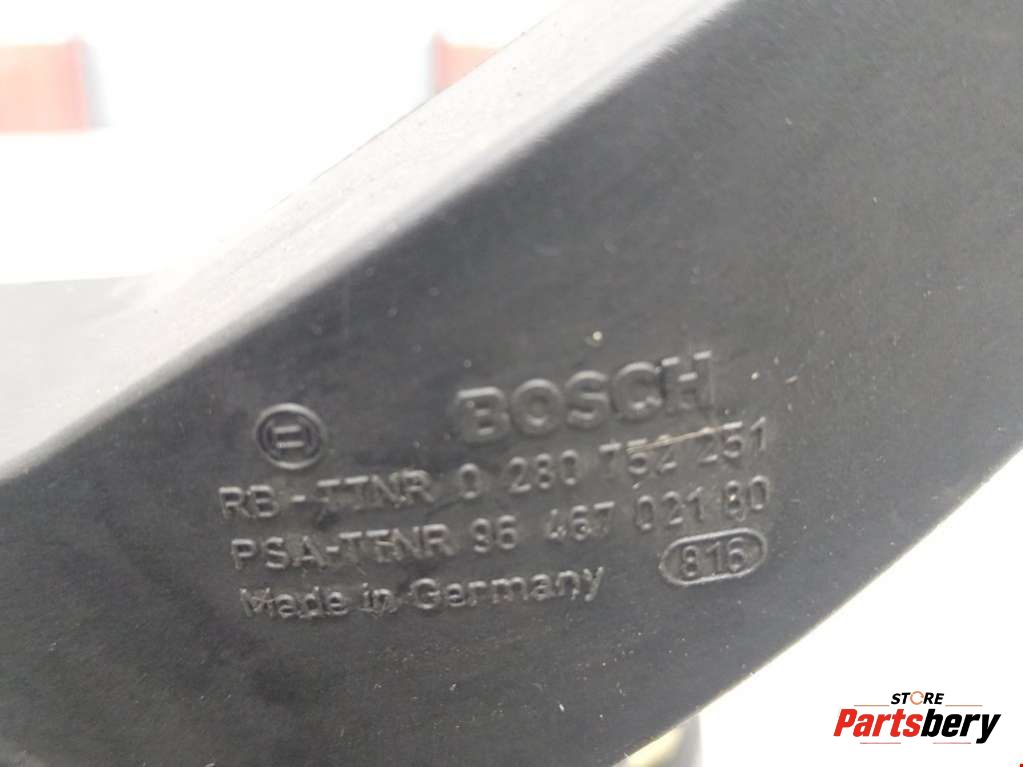 BOSCH
RB-TTNR 0 280 752 251
PSA-TTNR 96 467 021 80
Made in Germany 816
STORE
Partsbery